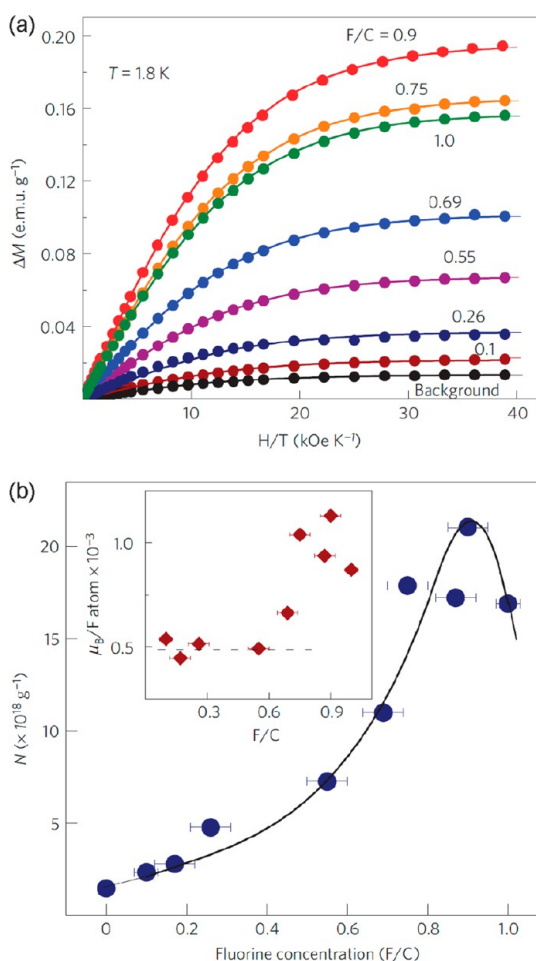 (a)
0.20
0.16
0.12
0.08
0.04
ΔM (e.m.u. g⁻¹)
T = 1.8 K
F/C = 0.9
0.75
1.0
0.69
0.55
0.26
0.1
Background
10 20 30 40
H/T (kOe K⁻¹)
(b)
20
15
10
5
N (× 10¹⁸ g⁻¹)
1.0
0.5
μB/F atom × 10⁻³
0.3 0.6 0.9
F/C
0 0.2 0.4 0.6 0.8 1.0
Fluorine concentration (F/C)